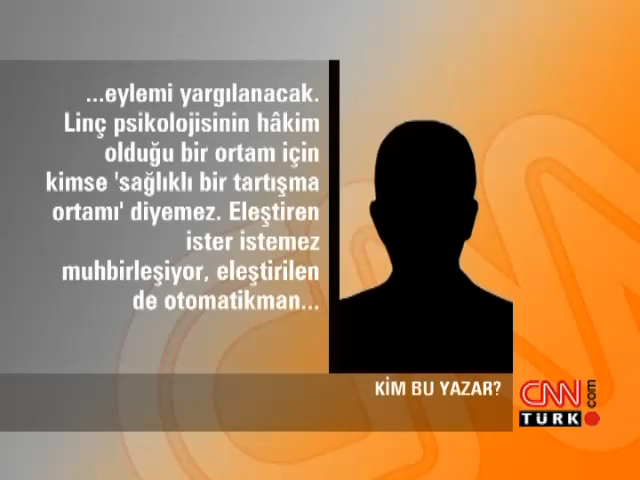 ...eylemi yargılanacak.
Linç psikolojisinin hâkim
olduğu bir ortam için
kimse 'sağlıklı bir tartışma
ortamı' diyemez. Eleştiren
ister istemez
muhbirleşiyor, eleştirilen
de otomatikman...
KİM BU YAZAR?
CNN
TURK
.com